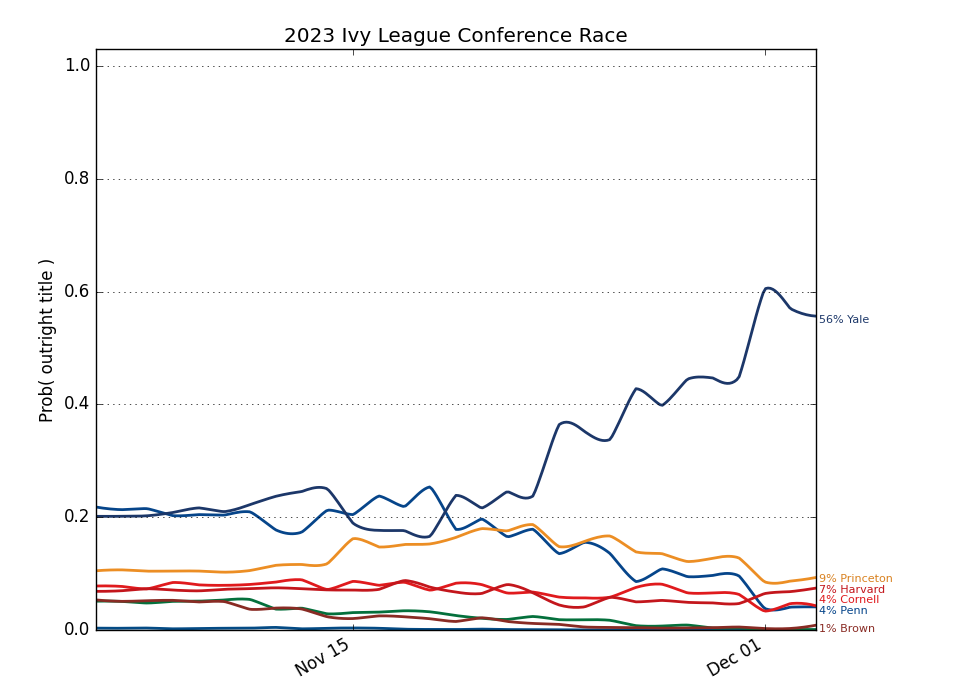 2023 Ivy League Conference Race
Prob( outright title )
1.0
0.8
0.6
0.4
0.2
0.0
Nov 15
Dec 01
56% Yale
9% Princeton
7% Harvard
4% Cornell
4% Penn
1% Brown